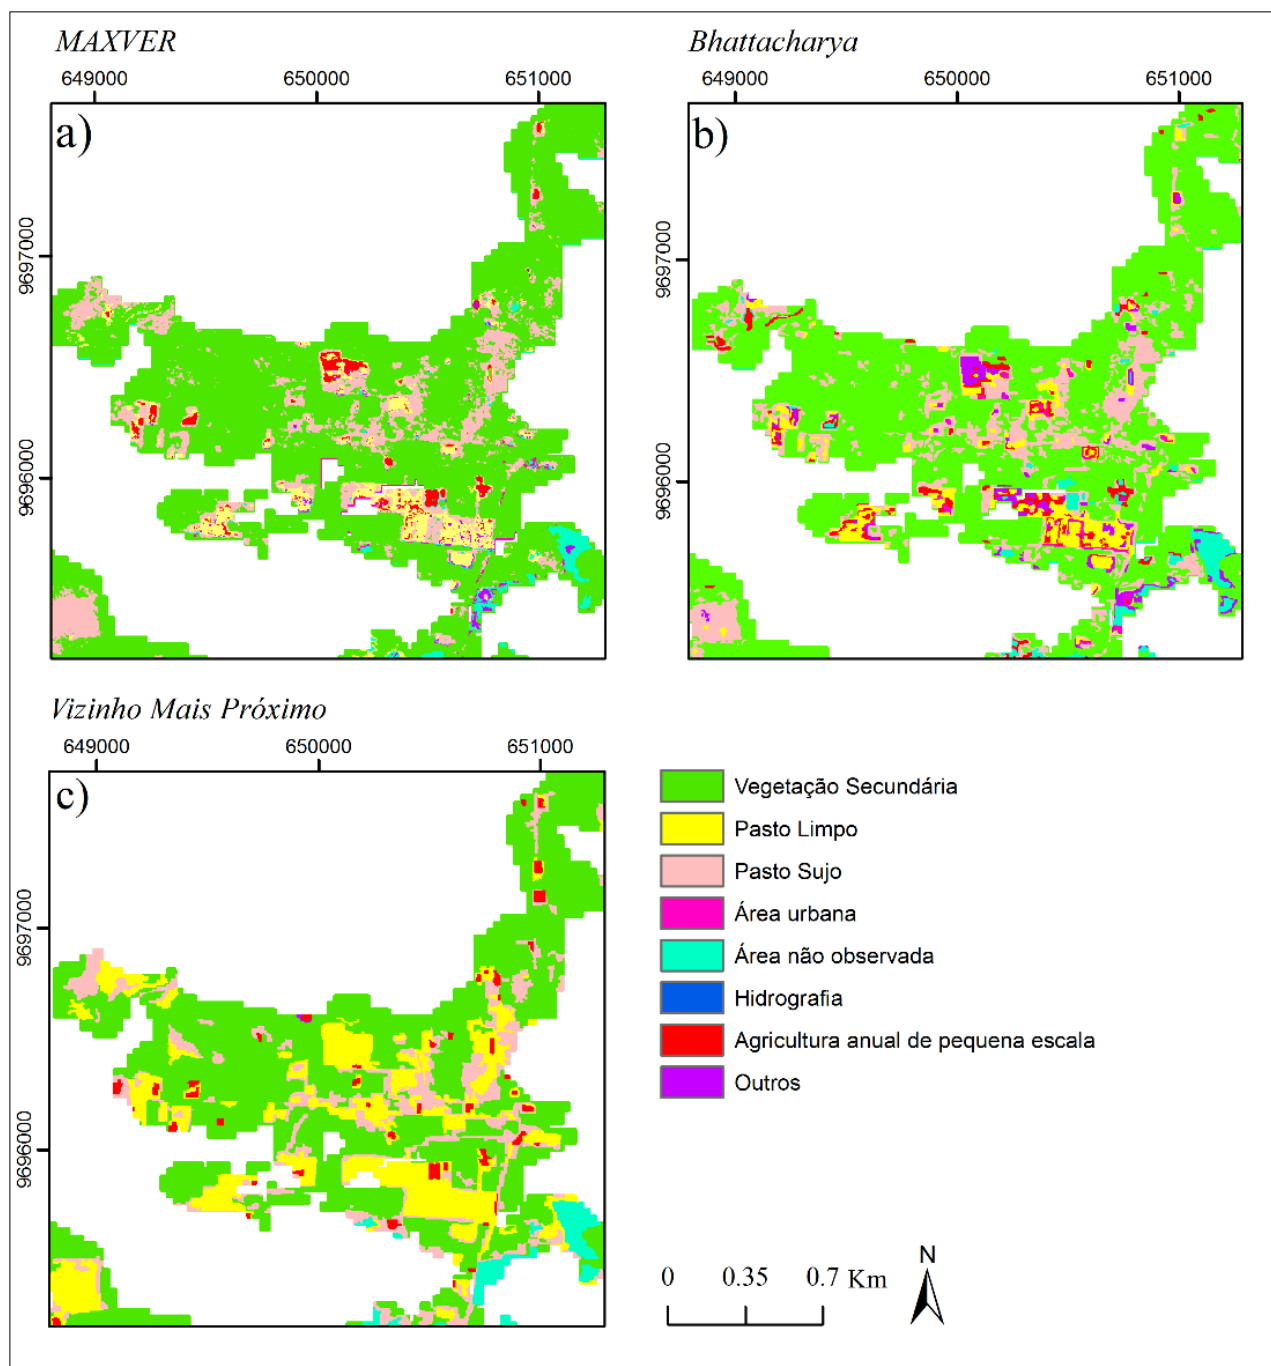 MAXVER
649000 650000 651000
a)
9697000
9696000
Bhattacharya
649000 650000 651000
b)
9697000
9696000
Vizinho Mais Próximo
649000 650000 651000
c)
9697000
9696000
Vegetação Secundária
Pasto Limpo
Pasto Sujo
Área urbana
Área não observada
Hidrografia
Agricultura anual de pequena escala
Outros
0 0.35 0.7 Km
N